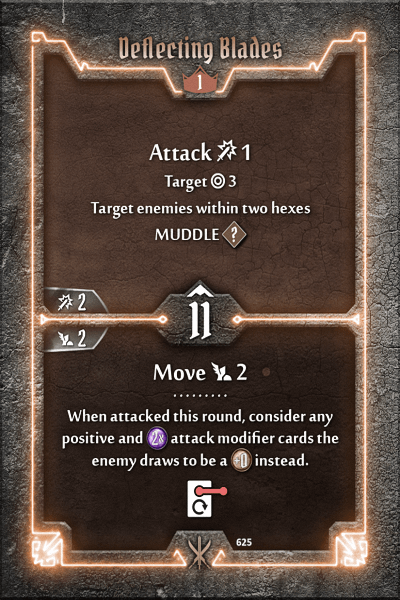 Deflecting Blades
1
Attack 1
Target 3
Target enemies within two hexes
MUDDLE ?
2
11
2
Move 2
When attacked this round, consider any
positive and 2x attack modifier cards the
enemy draws to be a +0 instead.
625